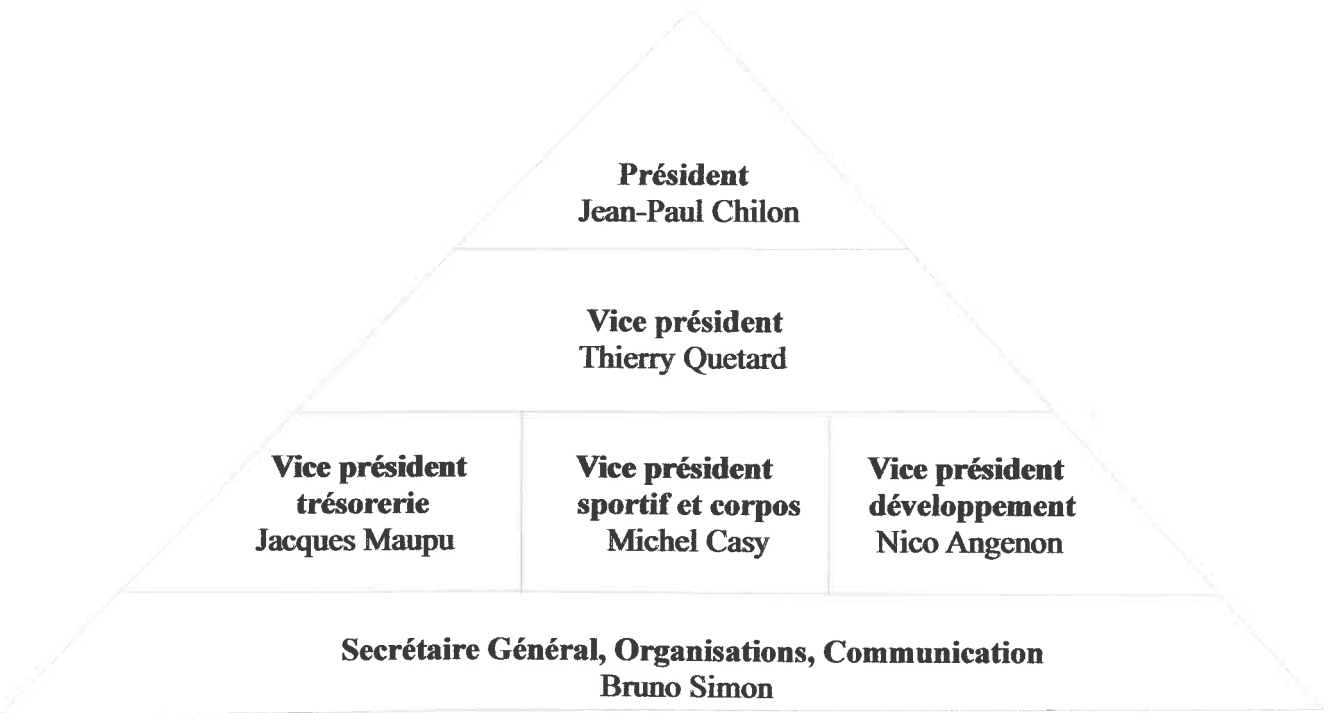 Président
Jean-Paul Chilon
Vice président
Thierry Quetard
Vice président
trésorerie
Jacques Maupu
Vice président
sportif et corpos
Michel Casy
Vice président
développement
Nico Angenon
Secrétaire Général, Organisations, Communication
Bruno Simon